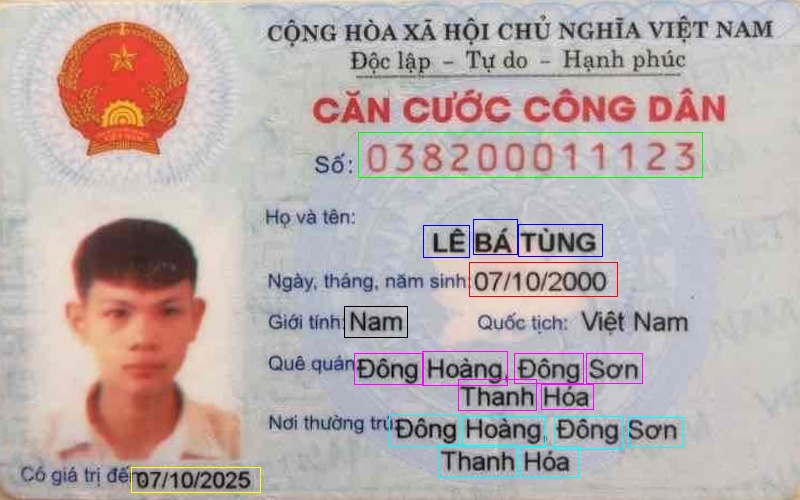 CỘNG HÒA XÃ HỘI CHỦ NGHĨA VIỆT NAM
Độc lập - Tự do - Hạnh phúc
CĂN CƯỚC CÔNG DÂN
Số: 038200011123
Họ và tên:
LÊ BÁ TÙNG
Ngày, tháng, năm sinh: 07/10/2000
Giới tính: Nam Quốc tịch: Việt Nam
Quê quán: Đông Hoàng, Đông Sơn
Thanh Hóa
Nơi thường trú: Đông Hoàng, Đông Sơn
Thanh Hóa
Có giá trị đến 07/10/2025